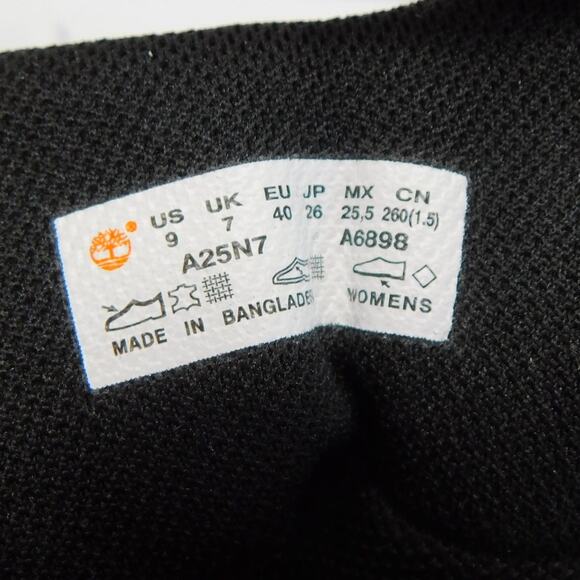 US UK EU JP MX CN
9 7 40 26 25,5 260(1.5)
A25N7 A6898
MADE IN BANGLADE WOMENS